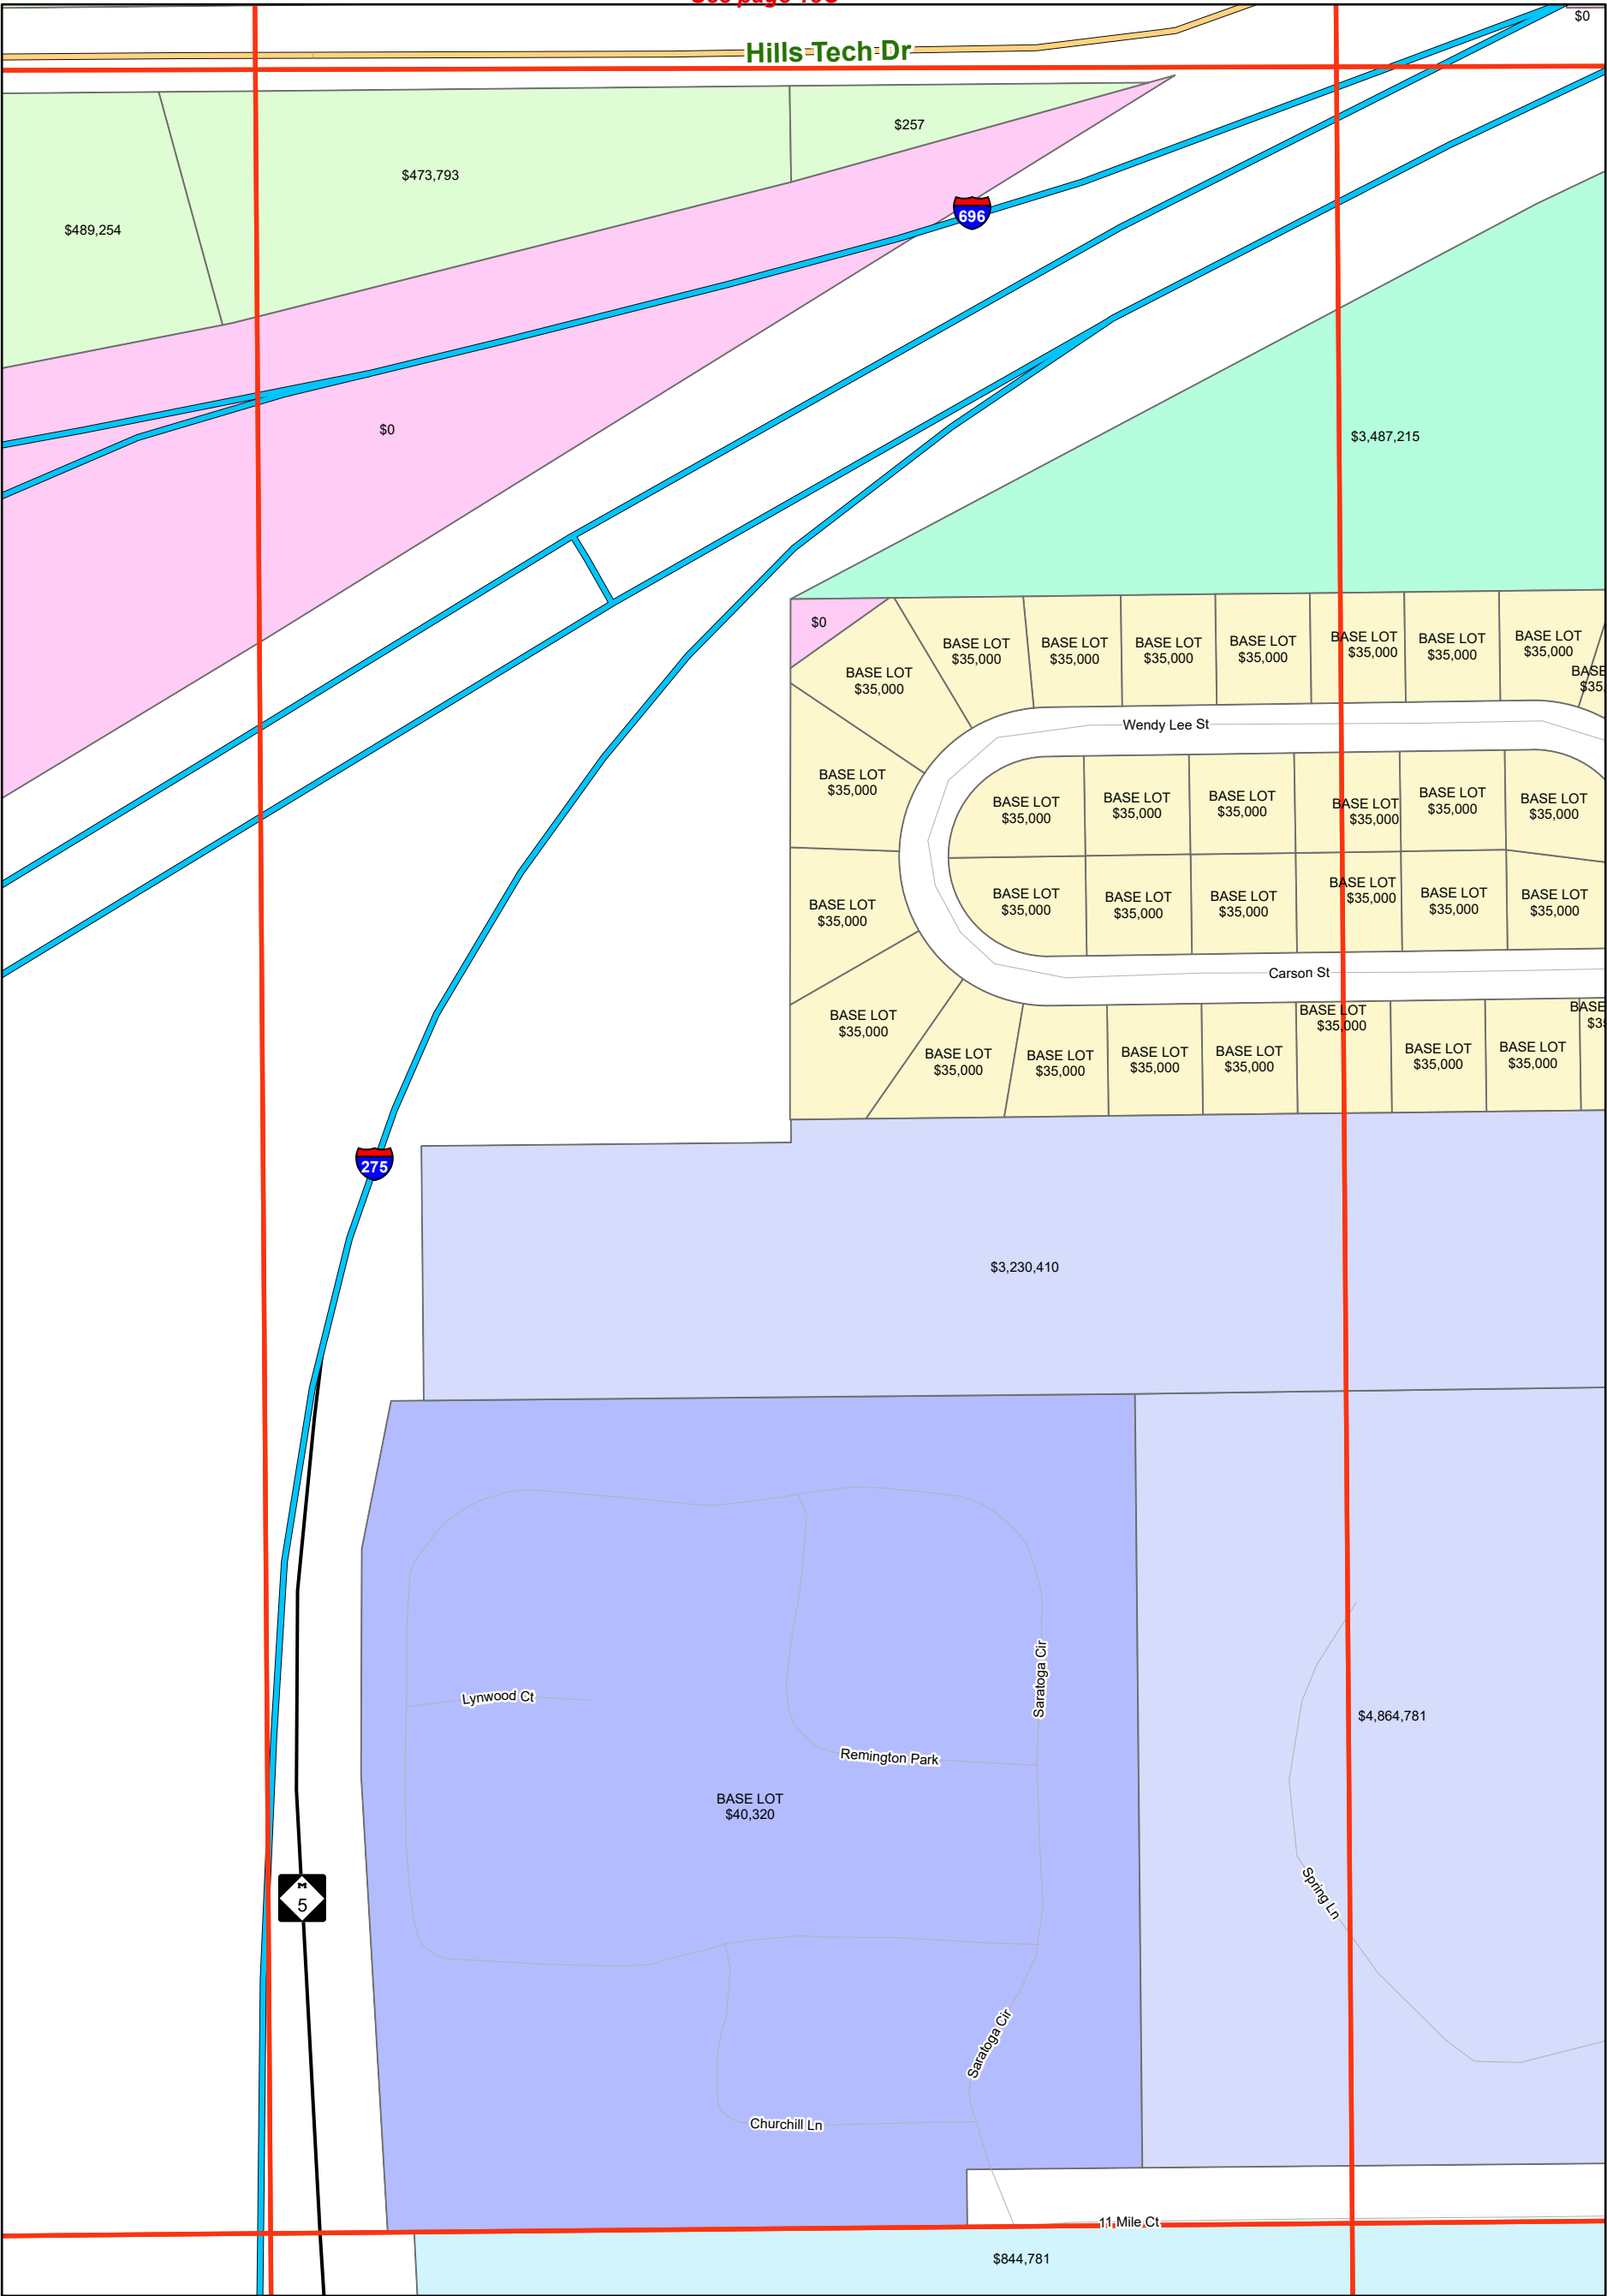 See page 463
$0
Hills Tech Dr
$257
$473,793
$489,254
696
$0
$3,487,215
$0
BASE LOT
$35,000
BASE LOT
$35,000
BASE LOT
$35,000
BASE LOT
$35,000
BASE LOT
$35,000
BASE LOT
$35,000
BASE LOT
$35,000
BASE LOT
$35,000
BASE
$35,
Wendy Lee St
BASE LOT
$35,000
BASE LOT
$35,000
BASE LOT
$35,000
BASE LOT
$35,000
BASE LOT
$35,000
BASE LOT
$35,000
BASE LOT
$35,000
BASE LOT
$35,000
BASE LOT
$35,000
BASE LOT
$35,000
BASE LOT
$35,000
BASE LOT
$35,000
BASE LOT
$35,000
BASE LOT
$35,000
Carson St
BASE LOT
$35,000
BASE LOT
$35,000
BASE LOT
$35,000
BASE LOT
$35,000
BASE LOT
$35,000
BASE LOT
$35,000
BASE LOT
$35,000
BASE LOT
$35,000
BASE
$35
275
$3,230,410
Saratoga Cir
Lynwood Ct
$4,864,781
Remington Park
BASE LOT
$40,320
Spring Ln
M
5
Saratoga Cir
Churchill Ln
11 Mile Ct
$844,781